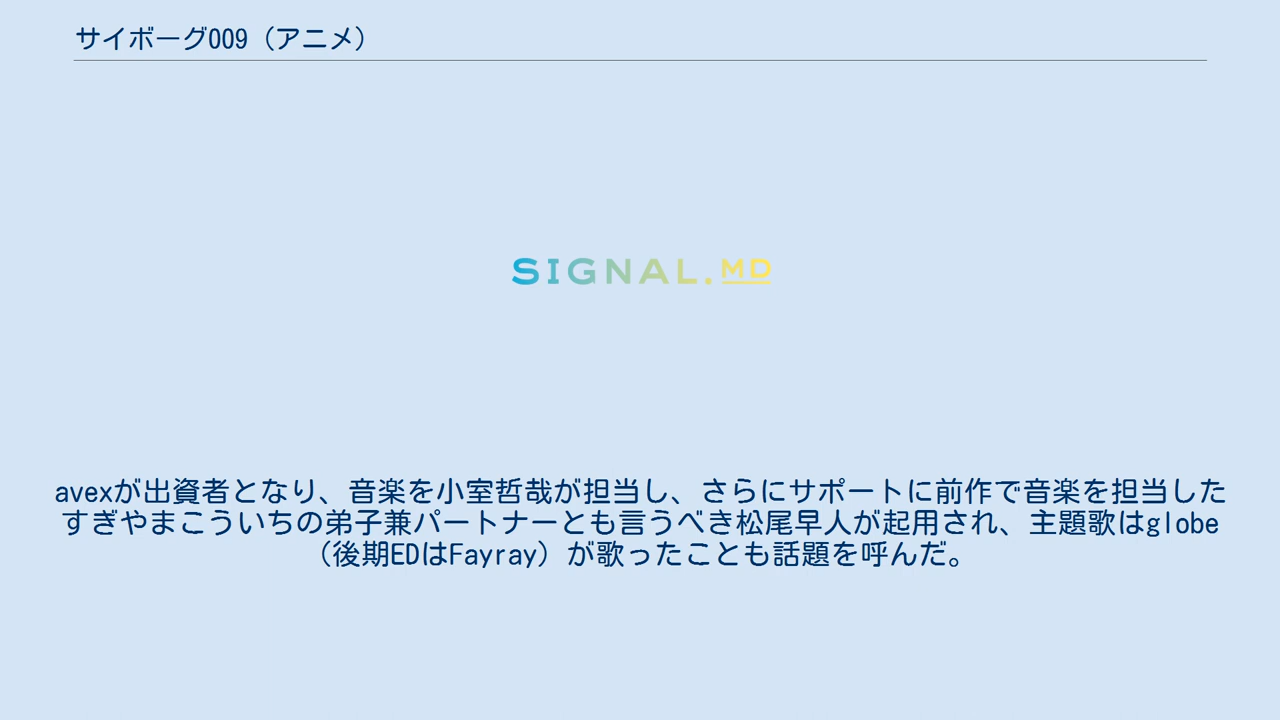 サイボーグ009（アニメ）
SIGNAL.MD
avexが出資者となり、音楽を小室哲哉が担当し、さらにサポートに前作で音楽を担当した
すぎやまこういちの弟子兼パートナーとも言うべき松尾早人が起用され、主題歌はglobe
（後期EDはFayray）が歌ったことも話題を呼んだ。